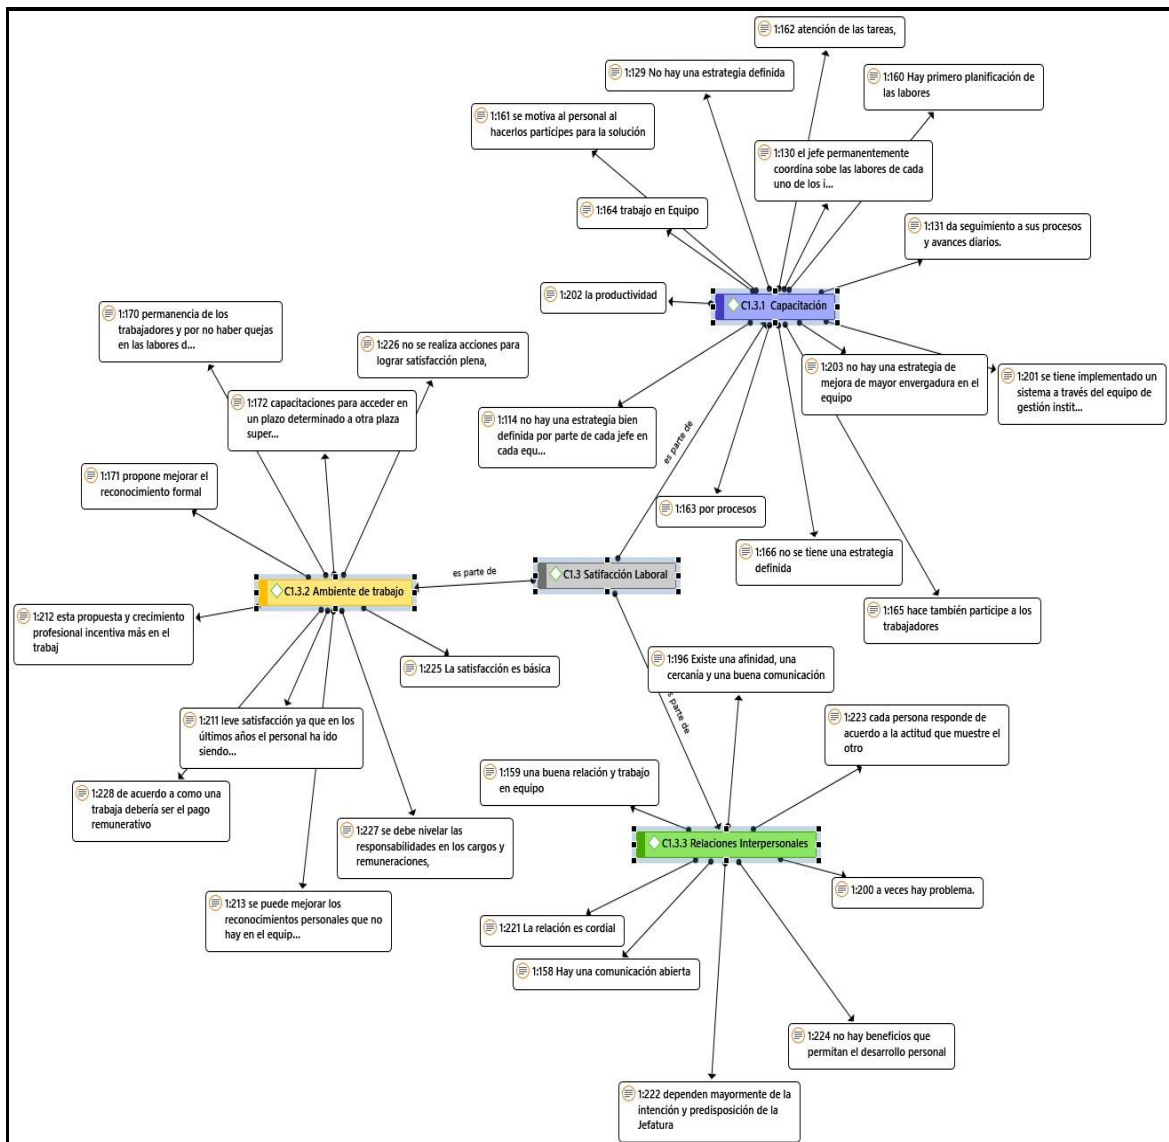 1:162 atención de las tareas,
1:129 No hay una estrategia definida
1:160 Hay primero planificación de
las labores
1:161 se motiva al personal al
hacerlos participes para la solución
1:130 el jefe permanentemente
coordina sobe las labores de cada
uno de los i...
1:164 trabajo en Equipo
1:131 da seguimiento a sus procesos
y avances diarios.
1:202 la productividad
C1.3.1 Capacitación
1:170 permanencia de los
trabajadores y por no haber quejas
en las labores d...
1:226 no se realiza acciones para
lograr satisfacción plena,
1:203 no hay una estrategia de
mejora de mayor envergadura en el
equipo
1:201 se tiene implementado un
sistema a través del equipo de
gestión instit...
1:172 capacitaciones para acceder en
un plazo determinado a otra plaza
super...
1:114 no hay una estrategia bien
definida por parte de cada jefe en
cada equ...
es parte de
1:171 propone mejorar el
reconocimiento formal
1:163 por procesos
1:166 no se tiene una estrategia
definida
es parte de
C1.3 Satifacción Laboral
C1.3.2 Ambiente de trabajo
1:165 hace también participe a los
trabajadores
1:212 esta propuesta y crecimiento
profesional incentiva más en el
trabaj
1:225 La satisfacción es básica
1:196 Existe una afinidad, una
cercanía y una buena comunicación
s parte de
1:211 leve satisfacción ya que en los
últimos años el personal ha ido
siendo...
1:223 cada persona responde de
acuerdo a la actitud que muestre el
otro
1:159 una buena relación y trabajo
en equipo
1:228 de acuerdo a como una
trabaja debería ser el pago
remunerativo
1:227 se debe nivelar las
responsabilidades en los cargos y
remuneraciones,
C1.3.3 Relaciones Interpersonales
1:200 a veces hay problema.
1:213 se puede mejorar los
reconocimientos personales que no
hay en el equip...
1:221 La relación es cordial
1:158 Hay una comunicación abierta
1:224 no hay beneficios que
permitan el desarrollo personal
1:222 dependen mayormente de la
intención y predisposición de la
Jefatura